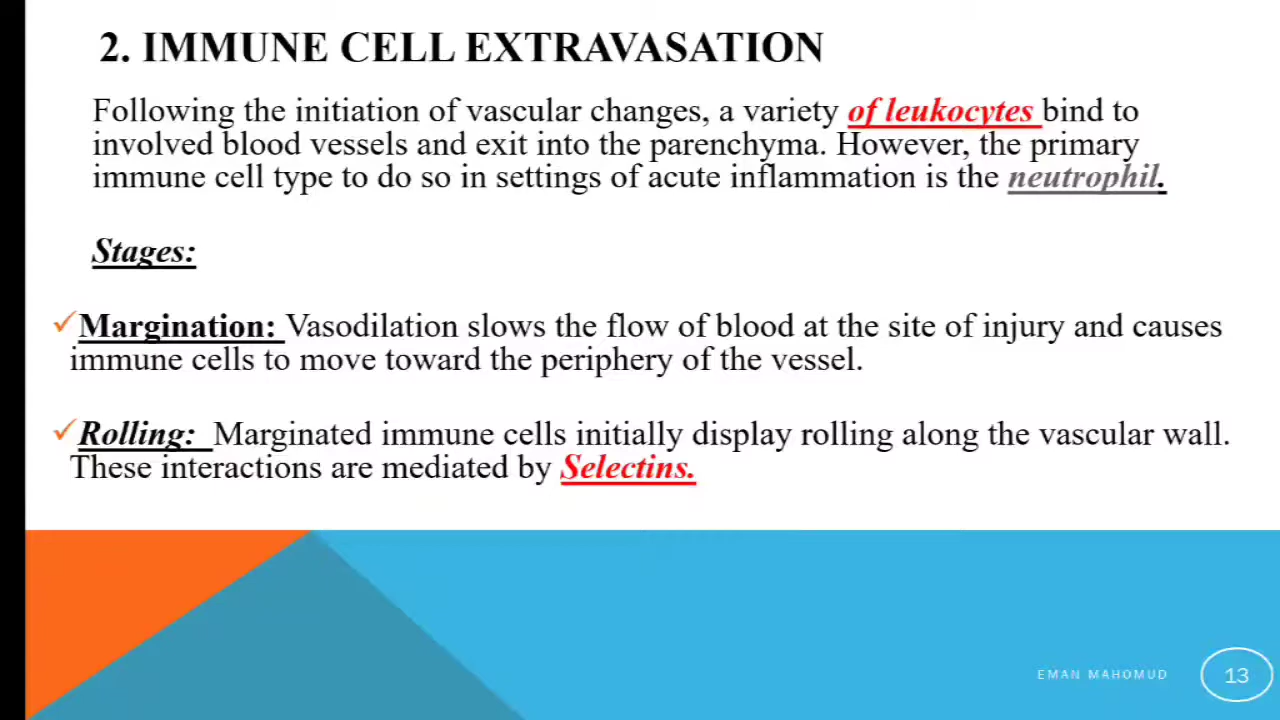 2. IMMUNE CELL EXTRAVASATION
Following the initiation of vascular changes, a variety of leukocytes bind to
involved blood vessels and exit into the parenchyma. However, the primary
immune cell type to do so in settings of acute inflammation is the neutrophil.
Stages:
✓Margination: Vasodilation slows the flow of blood at the site of injury and causes
immune cells to move toward the periphery of the vessel.
✓Rolling: Marginated immune cells initially display rolling along the vascular wall.
These interactions are mediated by Selectins.
EMAN MAHOMUD
13